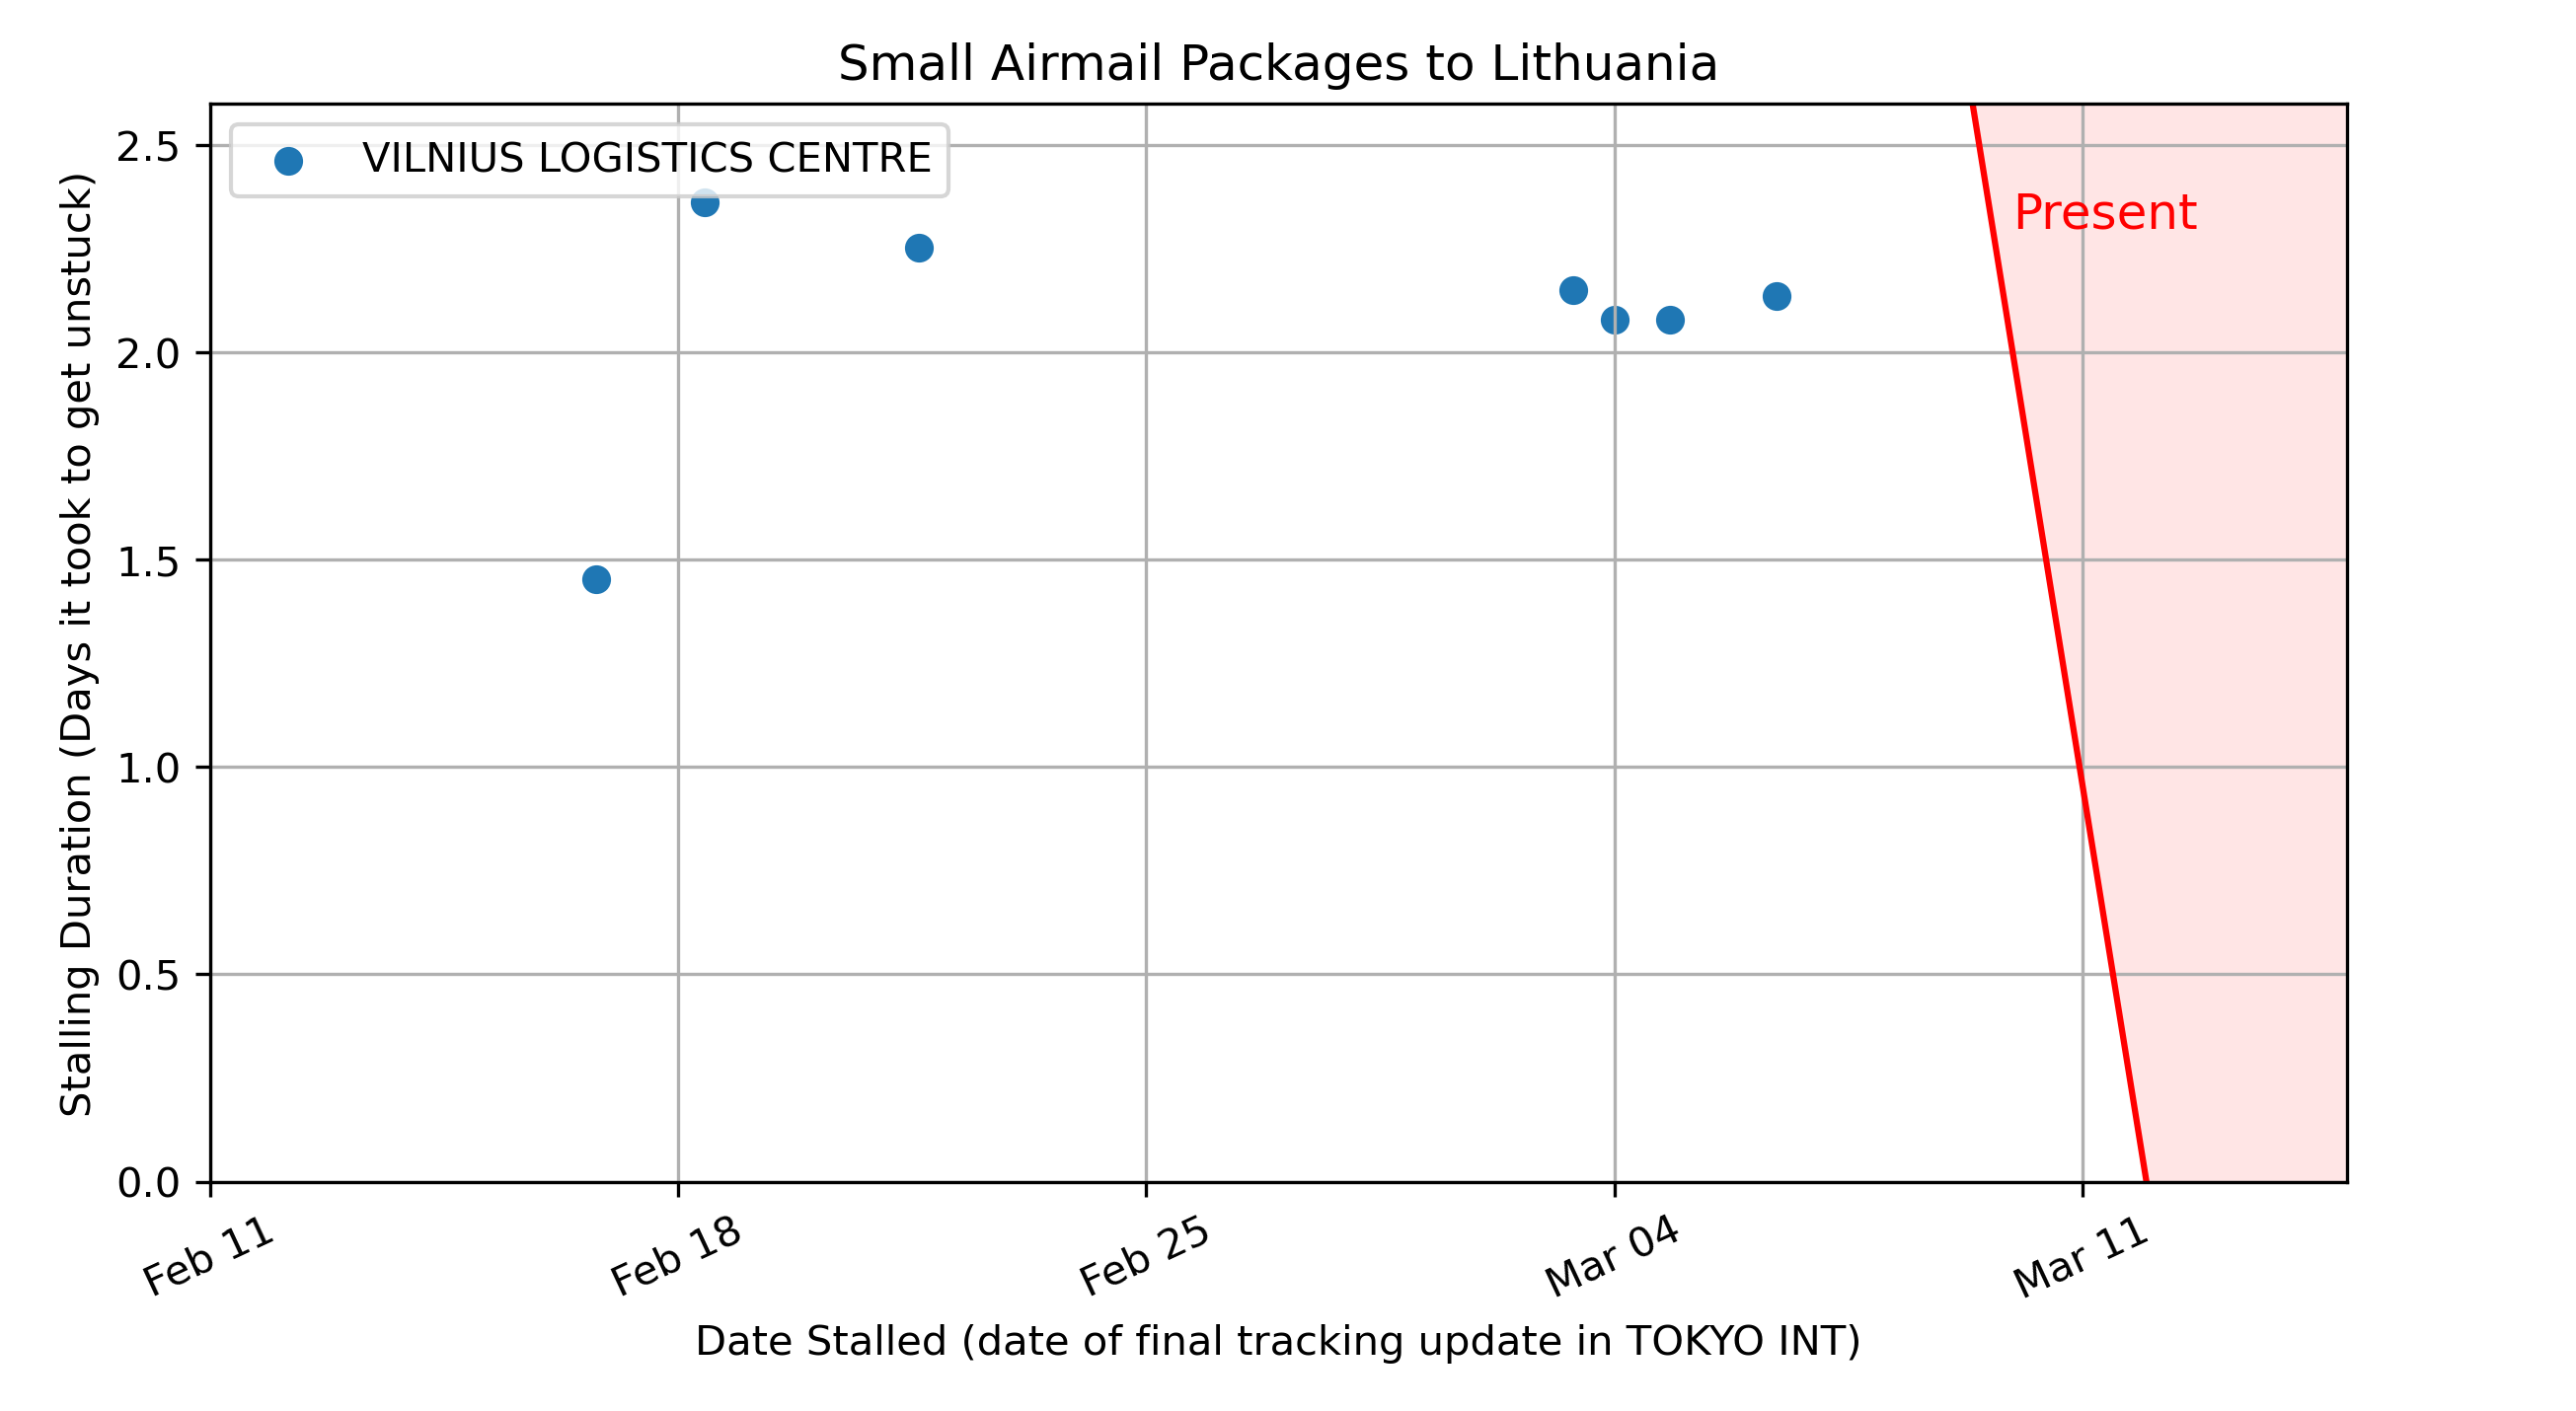 Small Airmail Packages to Lithuania
VILNIUS LOGISTICS CENTRE
Present
Stalling Duration (Days it took to get unstuck)
2.5
2.0
1.5
1.0
0.5
0.0
Feb 11
Feb 18
Feb 25
Mar 04
Mar 11
Date Stalled (date of final tracking update in TOKYO INT)